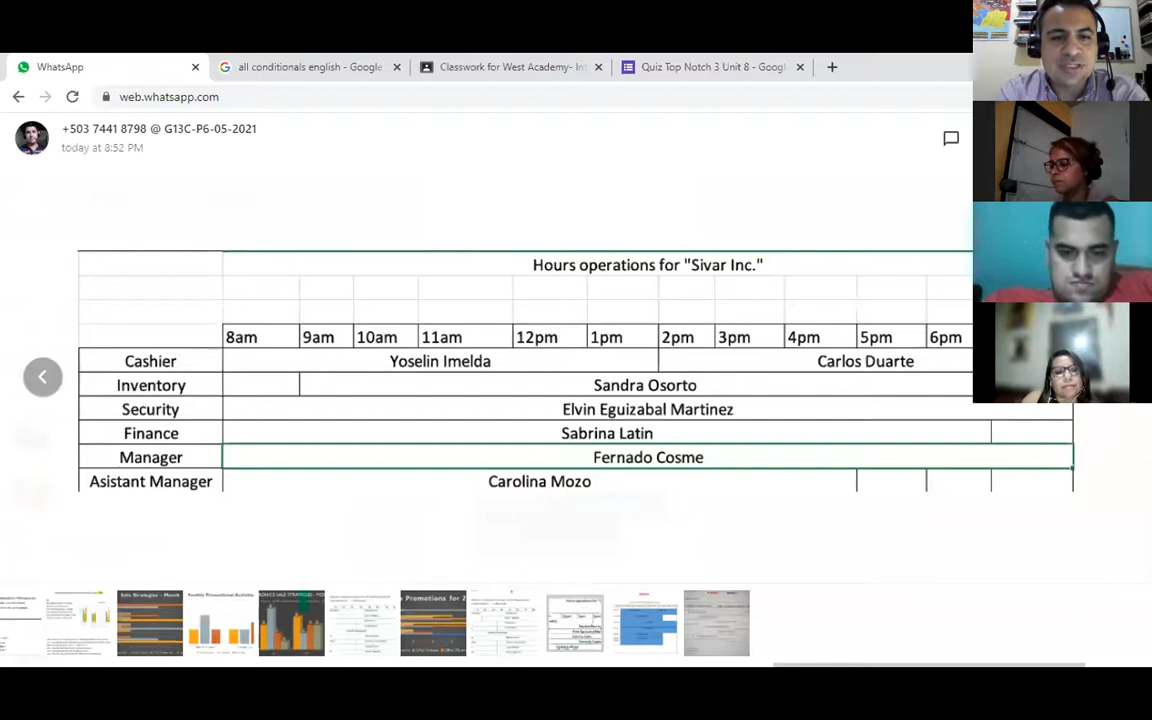 WhatsApp
all conditionals english - Google
Classwork for West Academy- Int
Quiz Top Notch 3 Unit 8 - Googl
web.whatsapp.com
+503 7441 8798 @ G13C-P6-05-2021
today at 8:52 PM
Hours operations for "Sivar Inc."
8am 9am 10am 11am 12pm 1pm 2pm 3pm 4pm 5pm 6pm
Cashier Yoselin Imelda Carlos Duarte
Inventory Sandra Osorto
Security Elvin Eguizabal Martinez
Finance Sabrina Latin
Manager Fernado Cosme
Asistant Manager Carolina Mozo